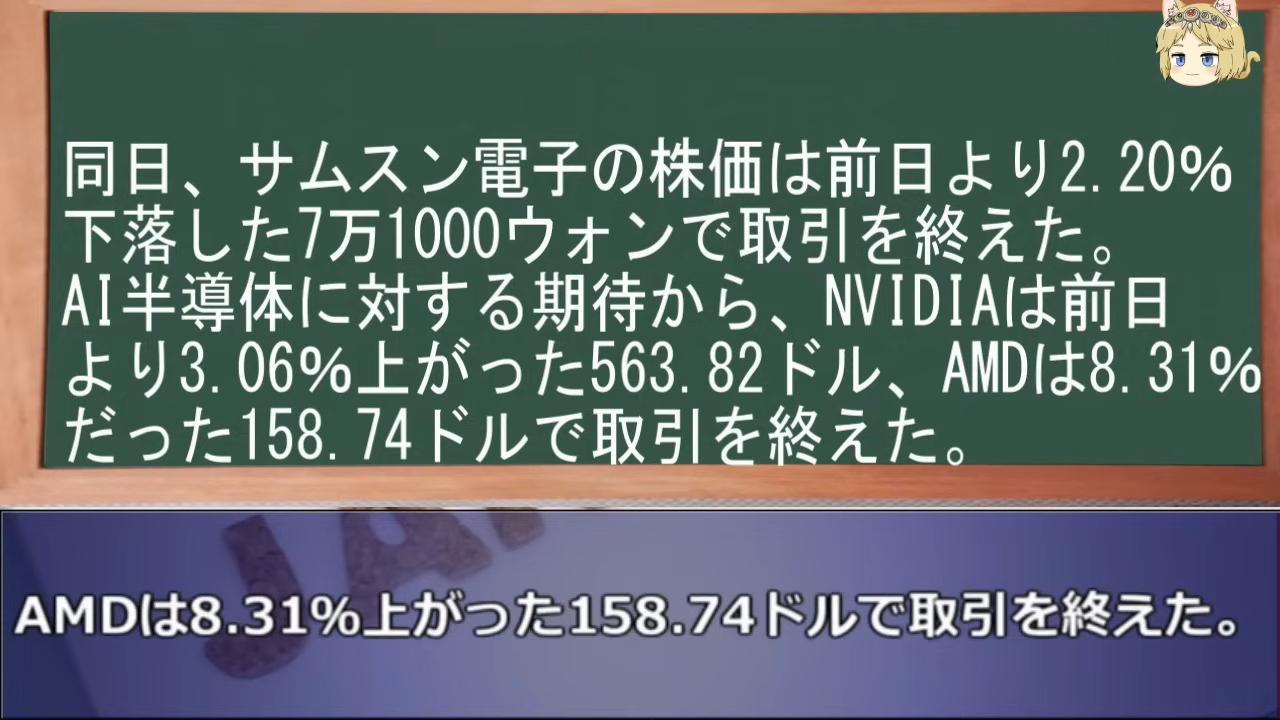 同日、サムスン電子の株価は前日より2.20%
下落した7万1000ウォンで取引を終えた。
AI半導体に対する期待から、NVIDIAは前日
より3.06%上がった563.82ドル、AMDは8.31%
だった158.74ドルで取引を終えた。
JAP
AMDは8.31%上がった158.74ドルで取引を終えた。